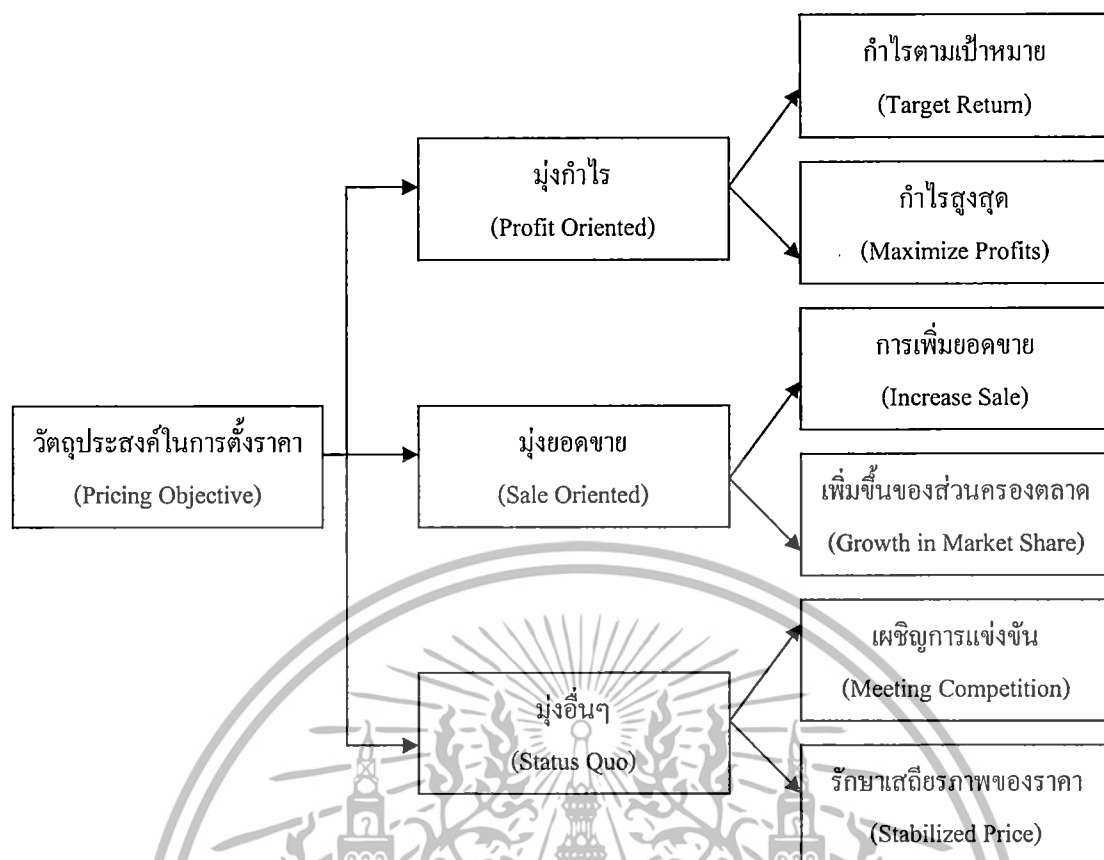 วัตถุประสงค์ในการตั้งราคา
(Pricing Objective)
มุ่งกำไร
(Profit Oriented)
กำไรตามเป้าหมาย
(Target Return)
กำไรสูงสุด
(Maximize Profits)
มุ่งยอดขาย
(Sale Oriented)
การเพิ่มยอดขาย
(Increase Sale)
เพิ่มขึ้นของส่วนครองตลาด
(Growth in Market Share)
มุ่งอื่นๆ
(Status Quo)
เผชิญการแข่งขัน
(Meeting Competition)
รักษาเสถียรภาพของราคา
(Stabilized Price)